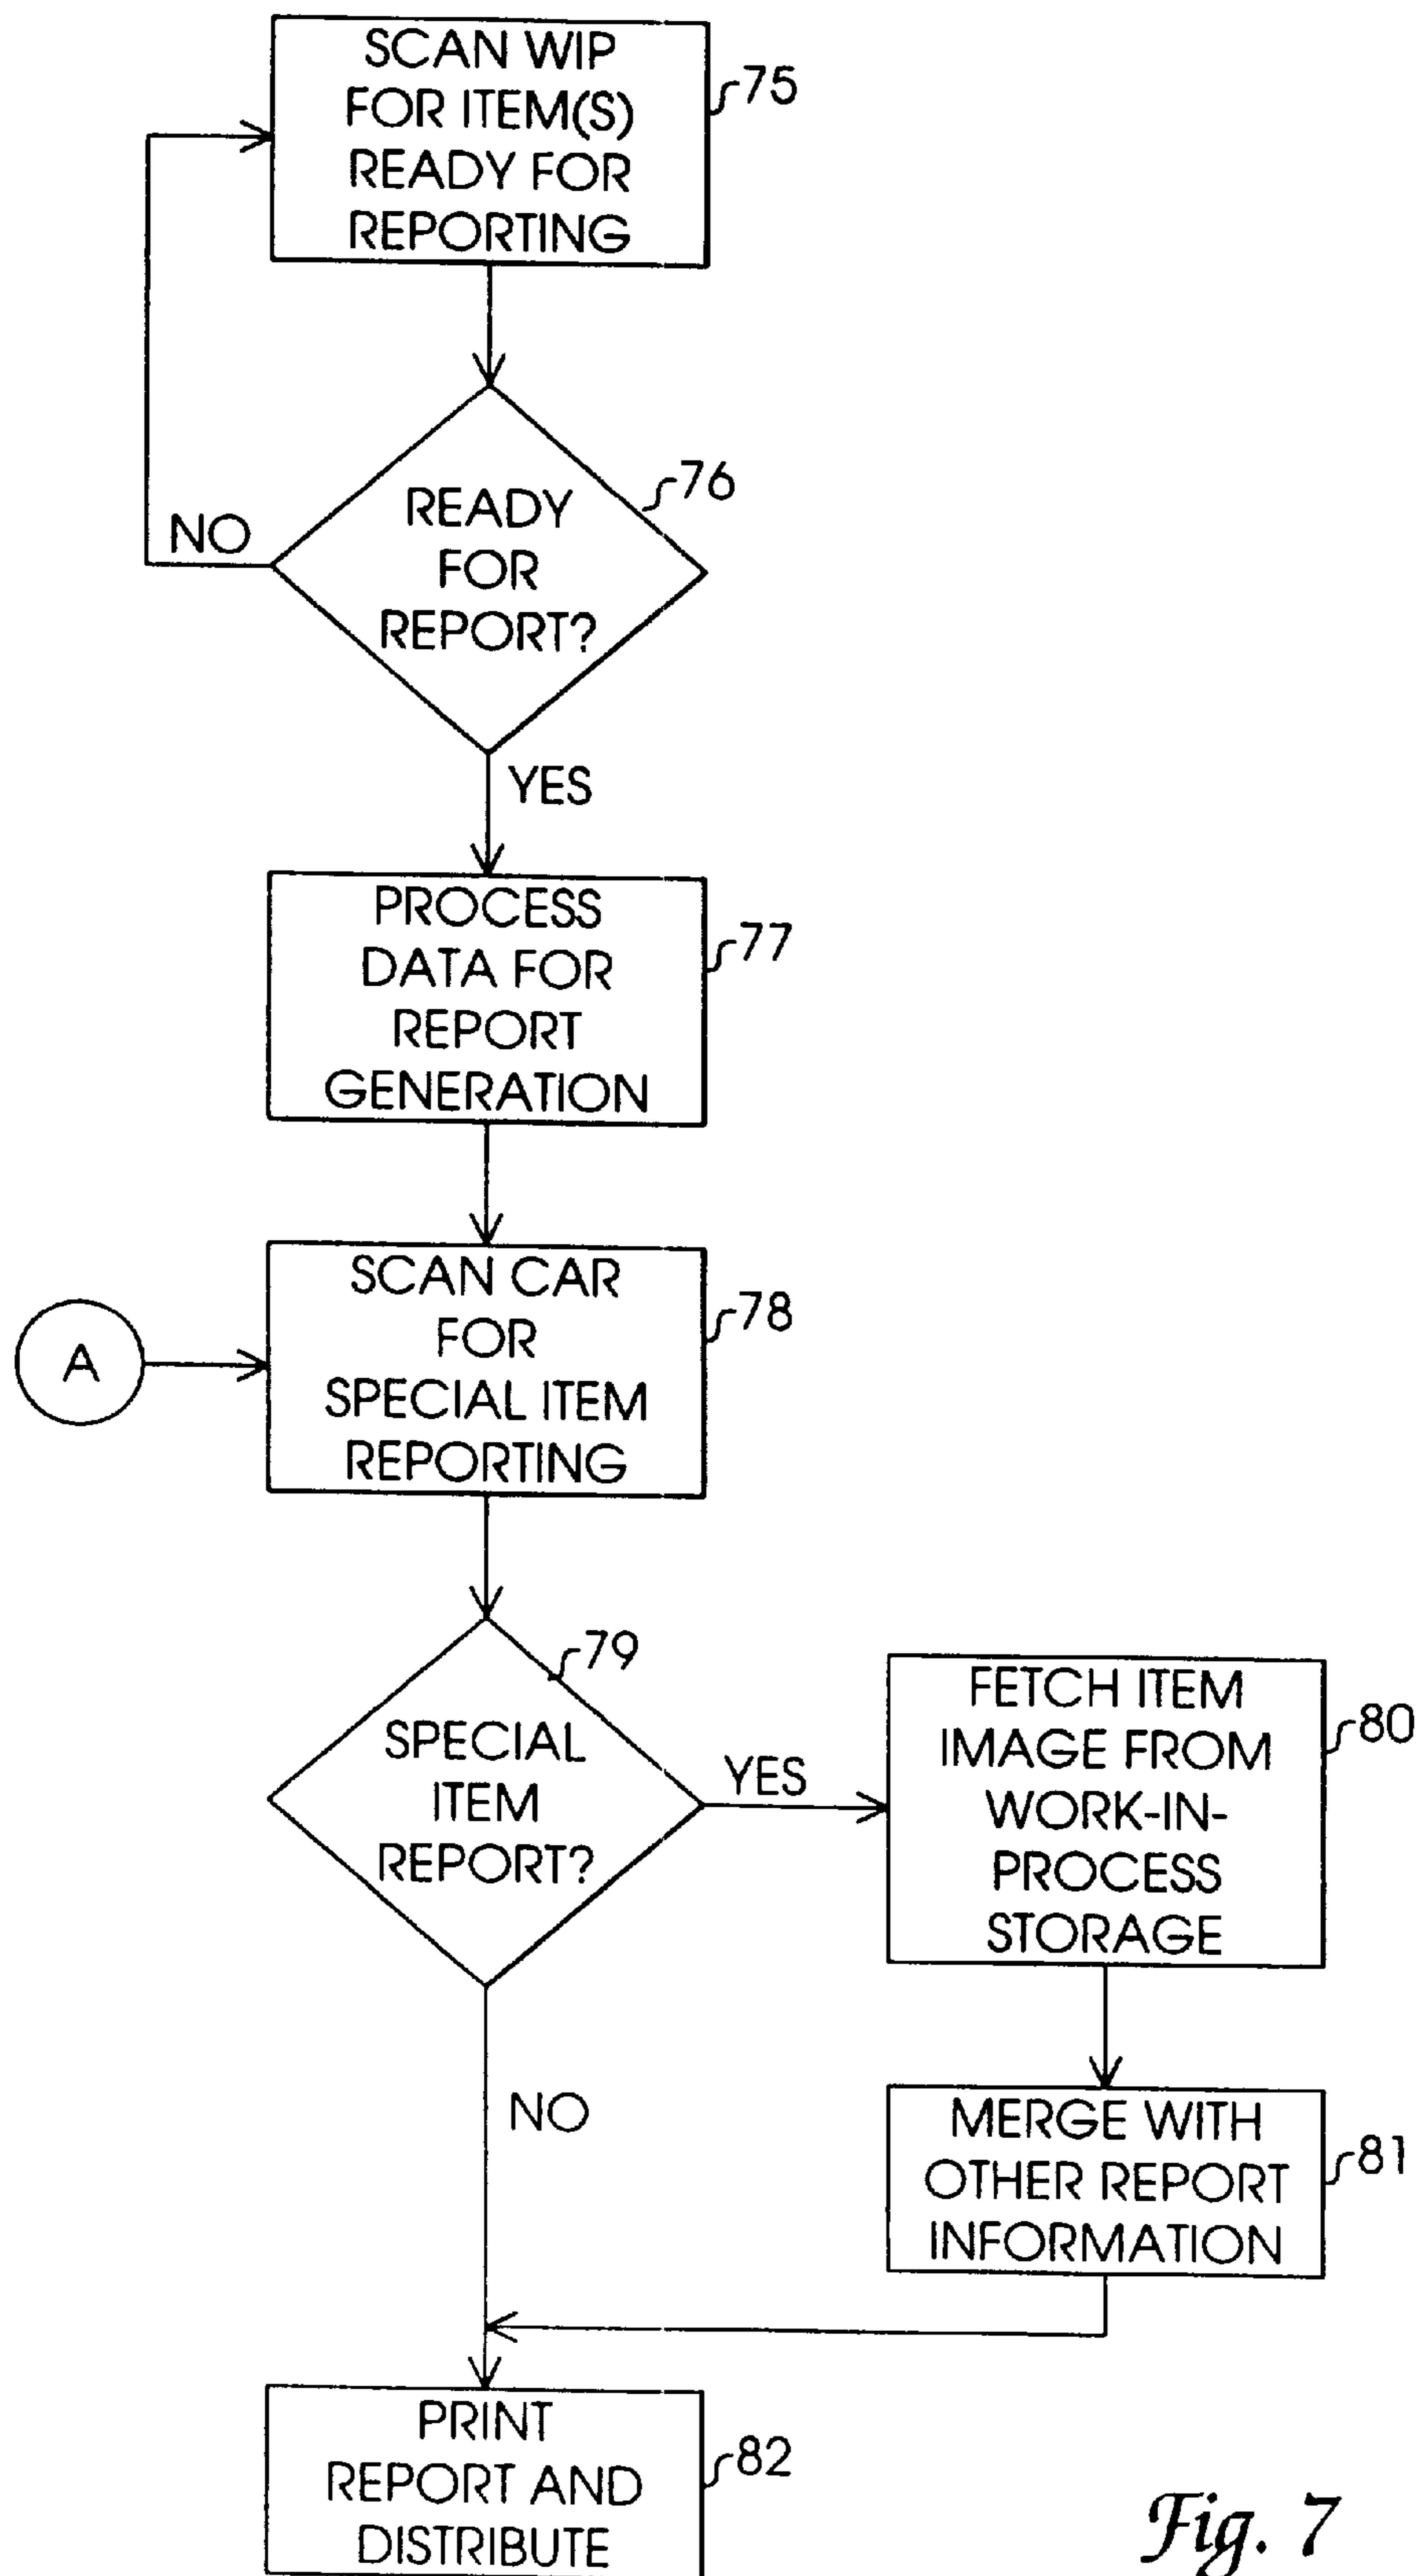 SCAN WIP
FOR ITEM(S)
READY FOR
REPORTING
75
READY
FOR
REPORT?
76
NO
YES
PROCESS
DATA FOR
REPORT
GENERATION
77
A
SCAN CAR
FOR
SPECIAL ITEM
REPORTING
78
SPECIAL
ITEM
REPORT?
79
YES
NO
FETCH ITEM
IMAGE FROM
WORK-IN-
PROCESS
STORAGE
80
MERGE WITH
OTHER REPORT
INFORMATION
81
PRINT
REPORT AND
DISTRIBUTE
82
Fig. 7